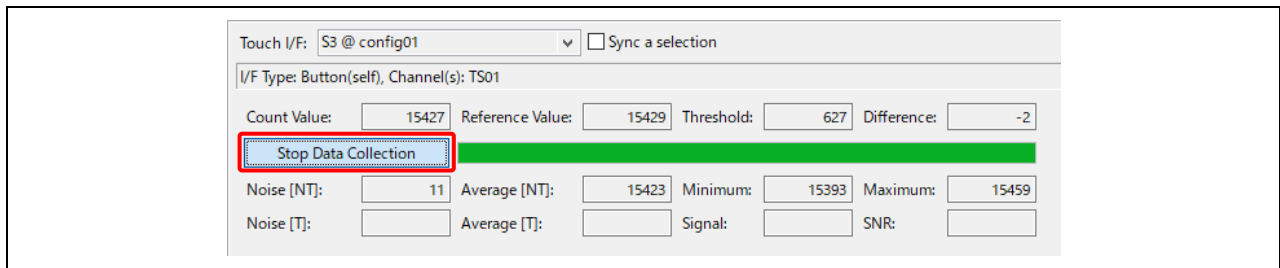 Touch I/F: S3 @ config01 Sync a selection
I/F Type: Button(self), Channel(s): TS01
Count Value: 15427 Reference Value: 15429 Threshold: 627 Difference: -2
Stop Data Collection
Noise [NT]: 11 Average [NT]: 15423 Minimum: 15393 Maximum: 15459
Noise [T]: Average [T]: Signal: SNR: